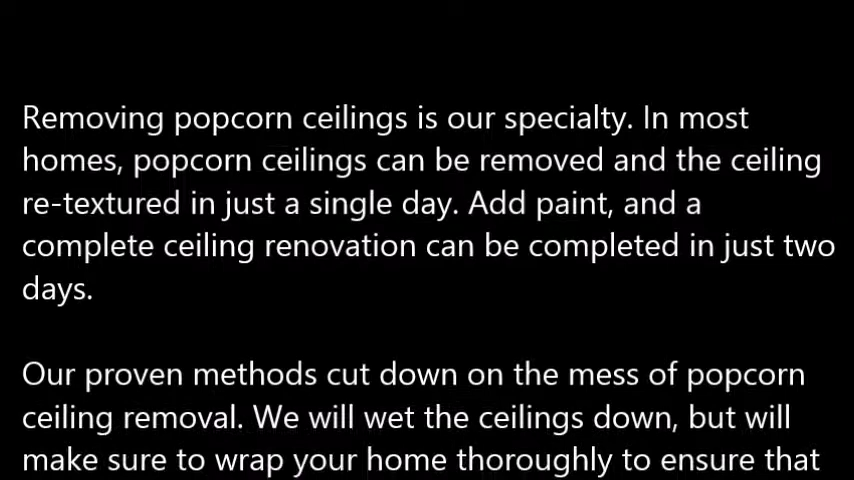 Removing popcorn ceilings is our specialty. In most
homes, popcorn ceilings can be removed and the ceiling
re-textured in just a single day. Add paint, and a
complete ceiling renovation can be completed in just two
days.
Our proven methods cut down on the mess of popcorn
ceiling removal. We will wet the ceilings down, but will
make sure to wrap your home thoroughly to ensure that